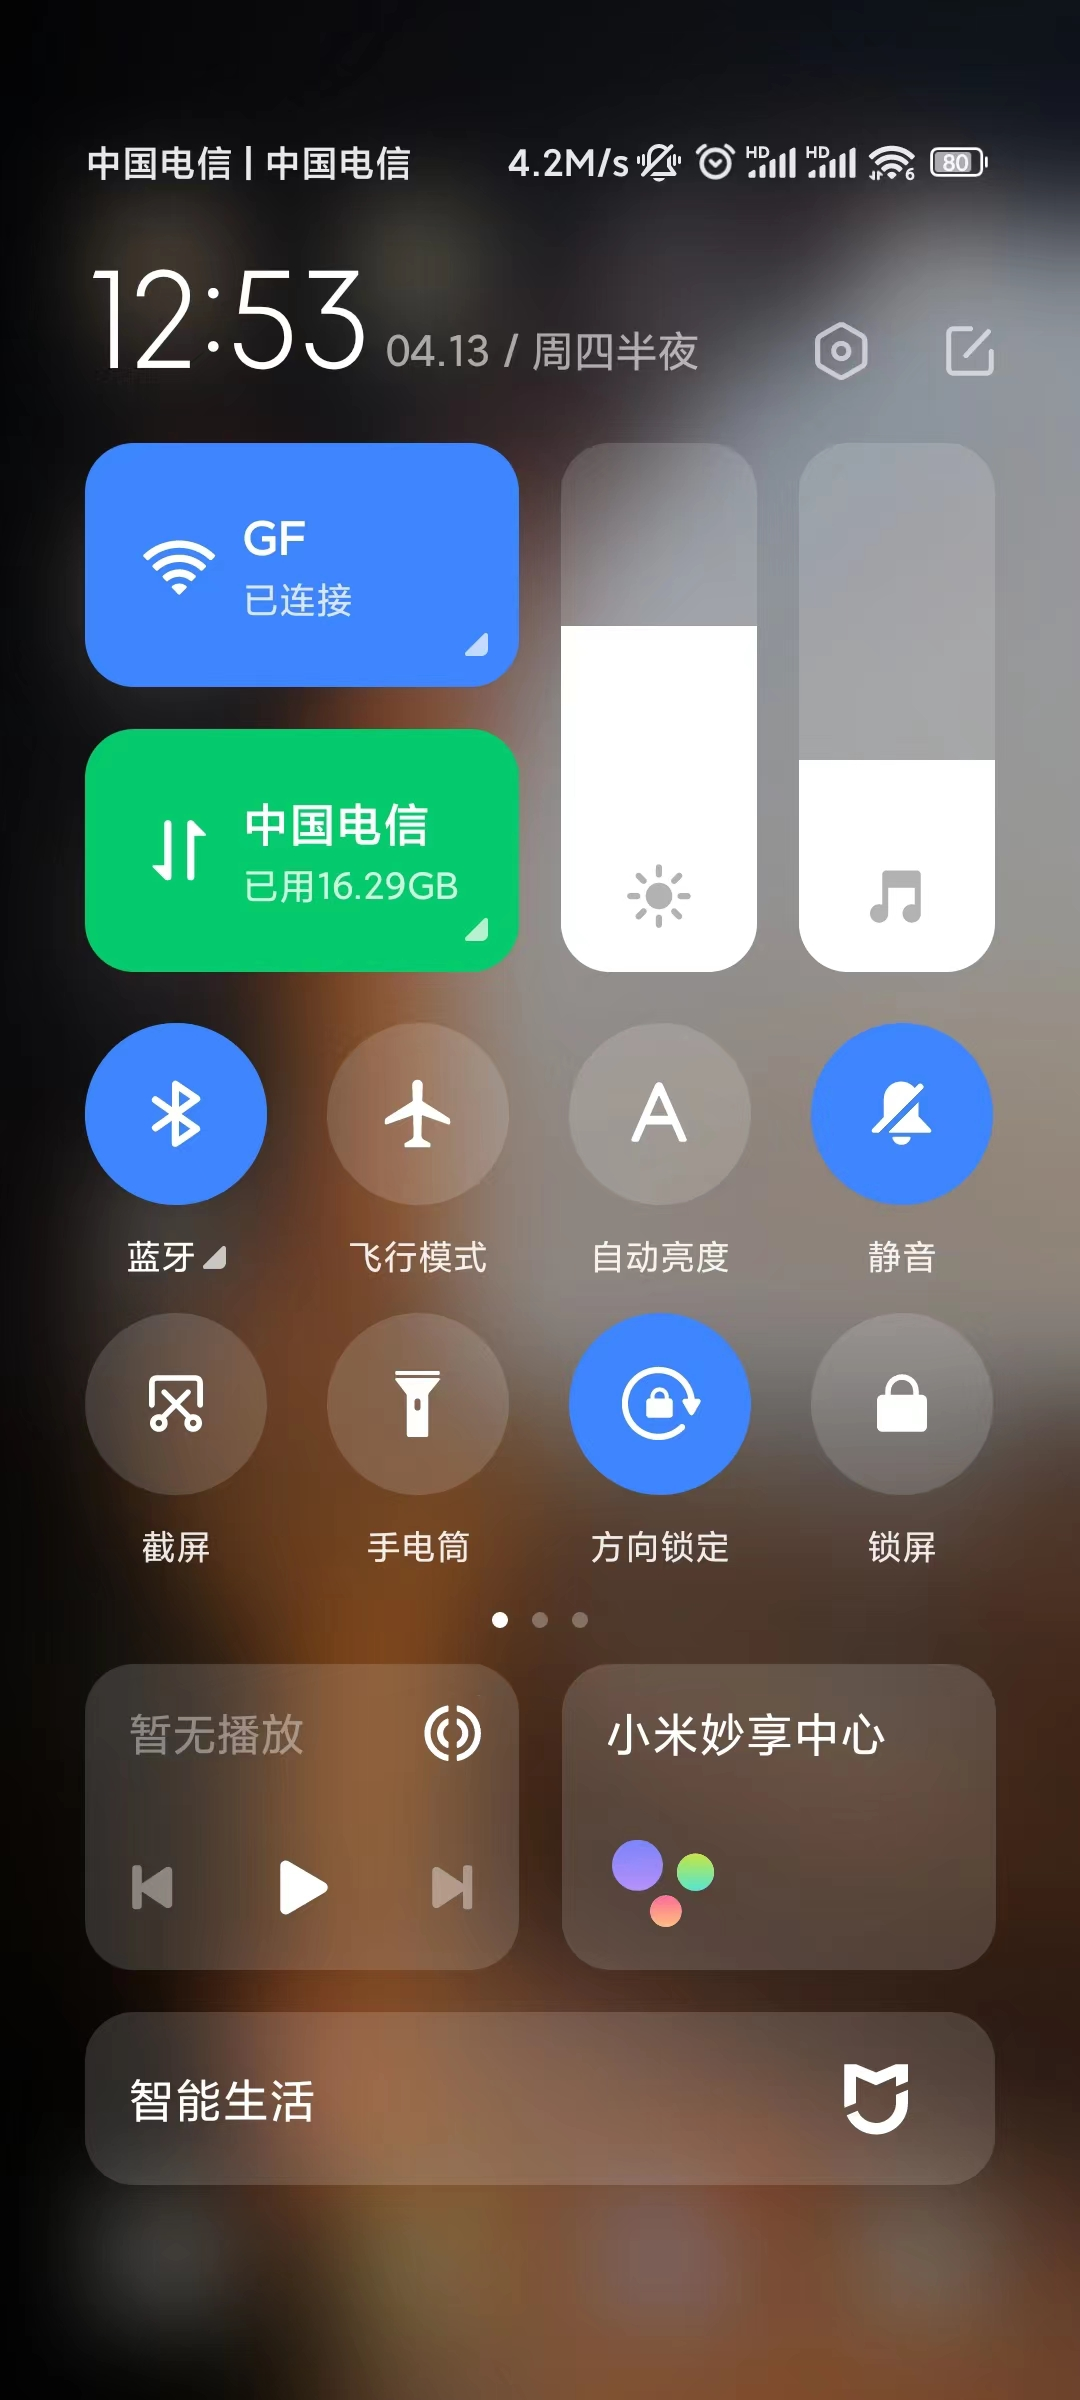 中国电信 | 中国电信 4.2M/s HD HD 6 80
12:53 04.13 / 周四半夜
GF
已连接
中国电信
已用16.29GB
蓝牙 飞行模式 自动亮度 静音
截屏 手电筒 方向锁定 锁屏
暂无播放 小米妙享中心
智能生活